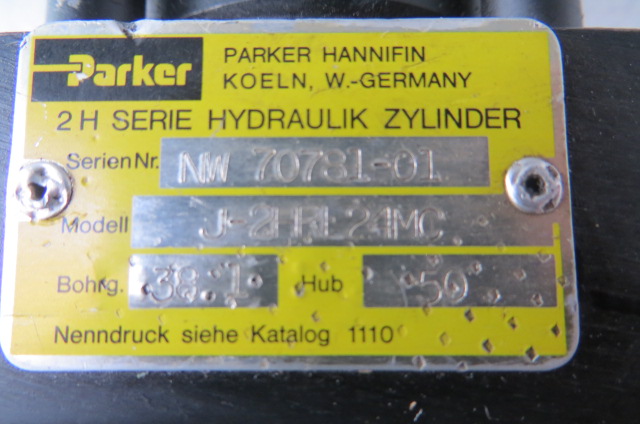 Parker
PARKER HANNIFIN
KOELN, W.-GERMANY
2H SERIE HYDRAULIK ZYLINDER
Serien Nr. NW 70781-01
Modell
Bohrg. 38.1 Hub 50
Nenndruck siehe Katalog 1110